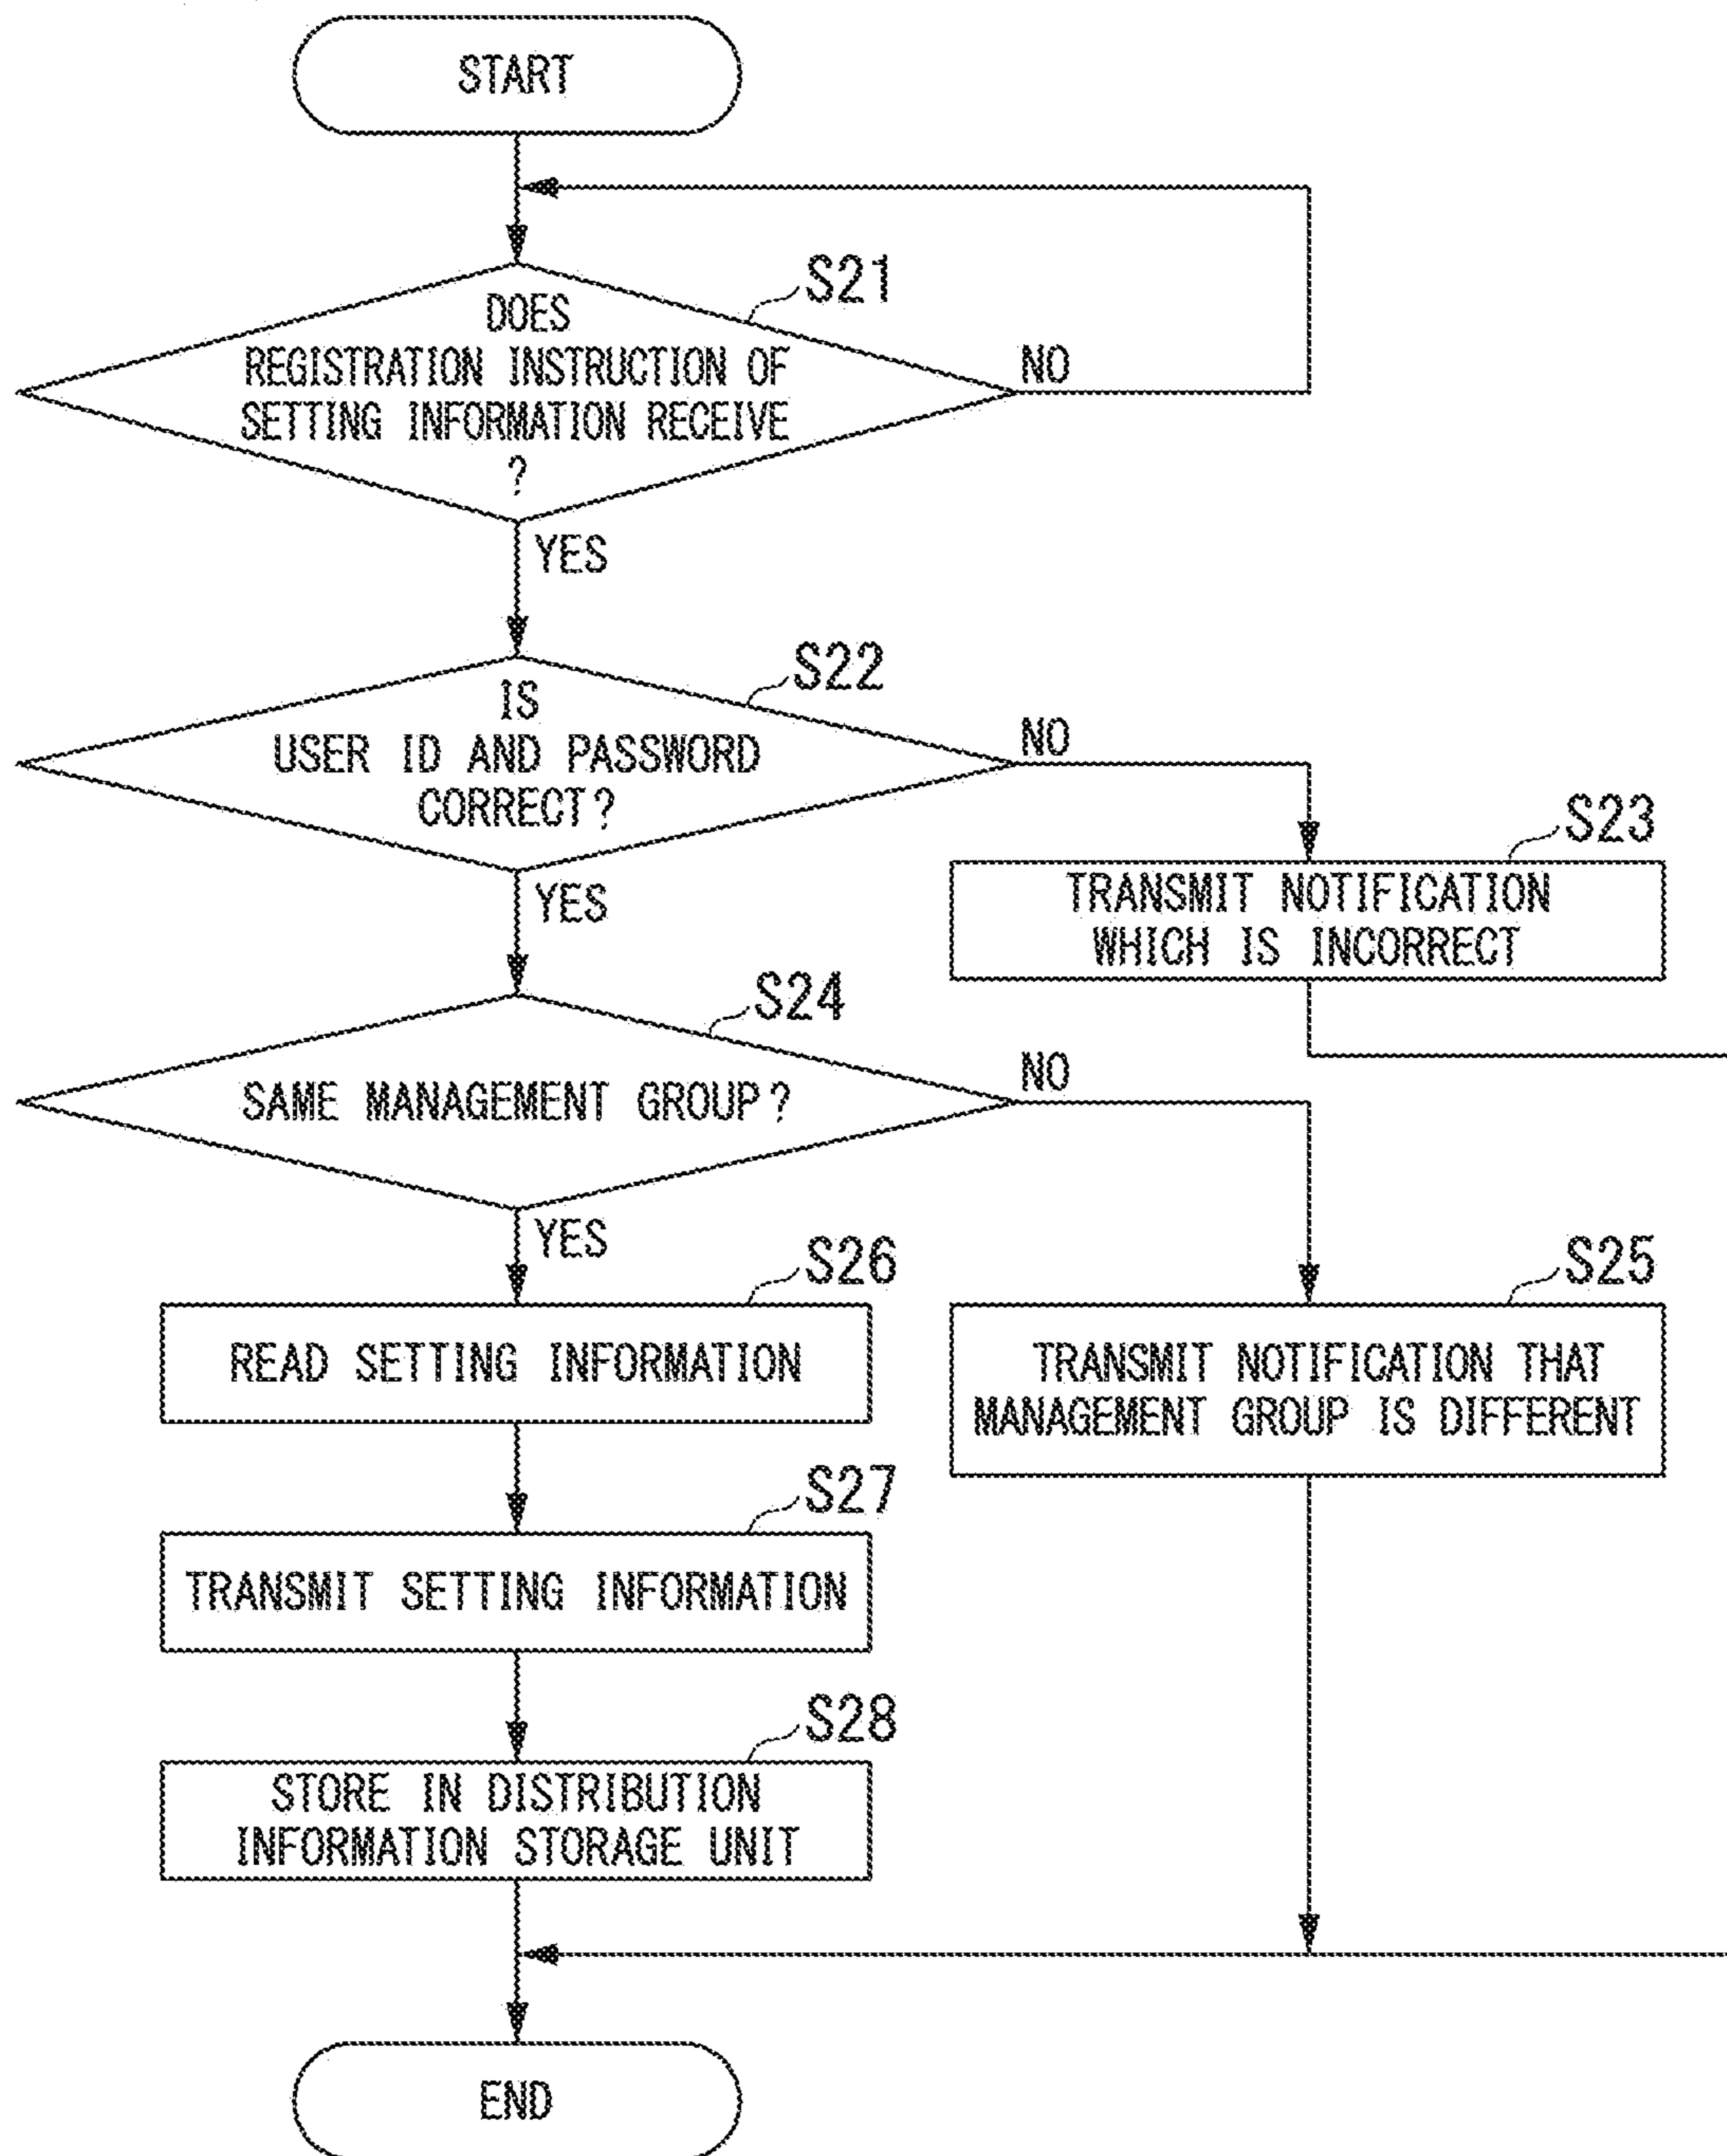 START
S21
DOES
REGISTRATION INSTRUCTION OF
SETTING INFORMATION RECEIVE
?
NO
YES
S22
IS
USER ID AND PASSWORD
CORRECT?
NO
YES
S23
TRANSMIT NOTIFICATION
WHICH IS INCORRECT
S24
SAME MANAGEMENT GROUP?
NO
YES
S26
READ SETTING INFORMATION
S25
TRANSMIT NOTIFICATION THAT
MANAGEMENT GROUP IS DIFFERENT
S27
TRANSMIT SETTING INFORMATION
S28
STORE IN DISTRIBUTION
INFORMATION STORAGE UNIT
END